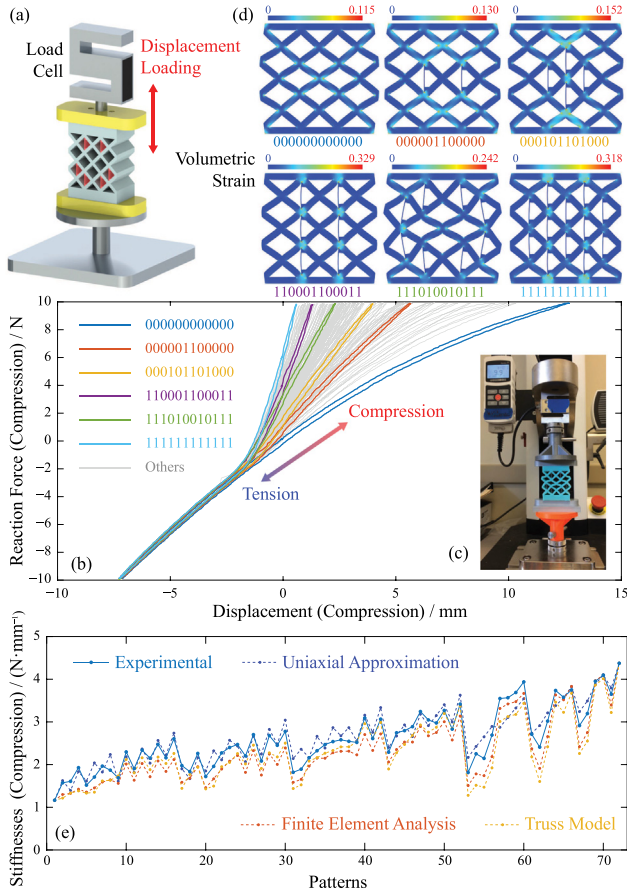 (a)
Load
Cell
Displacement
Loading
(d)
0 0.115
0 0.130
0 0.152
000000000000
000001100000
000101101000
Volumetric
Strain
0 0.329
0 0.242
0 0.318
110001100011
111010010111
111111111111
Reaction Force (Compression) / N
10
8
6
4
2
0
−2
−4
−6
−8
−10
000000000000
000001100000
000101101000
110001100011
111010010111
111111111111
Others
Compression
Tension
(b)
(c)
−10 −5 0 5 10 15
Displacement (Compression) / mm
Stiffnesses (Compression) / (N·mm⁻¹)
5
4
3
2
1
0
Experimental
Uniaxial Approximation
(e)
Finite Element Analysis
Truss Model
0 10 20 30 40 50 60 70
Patterns